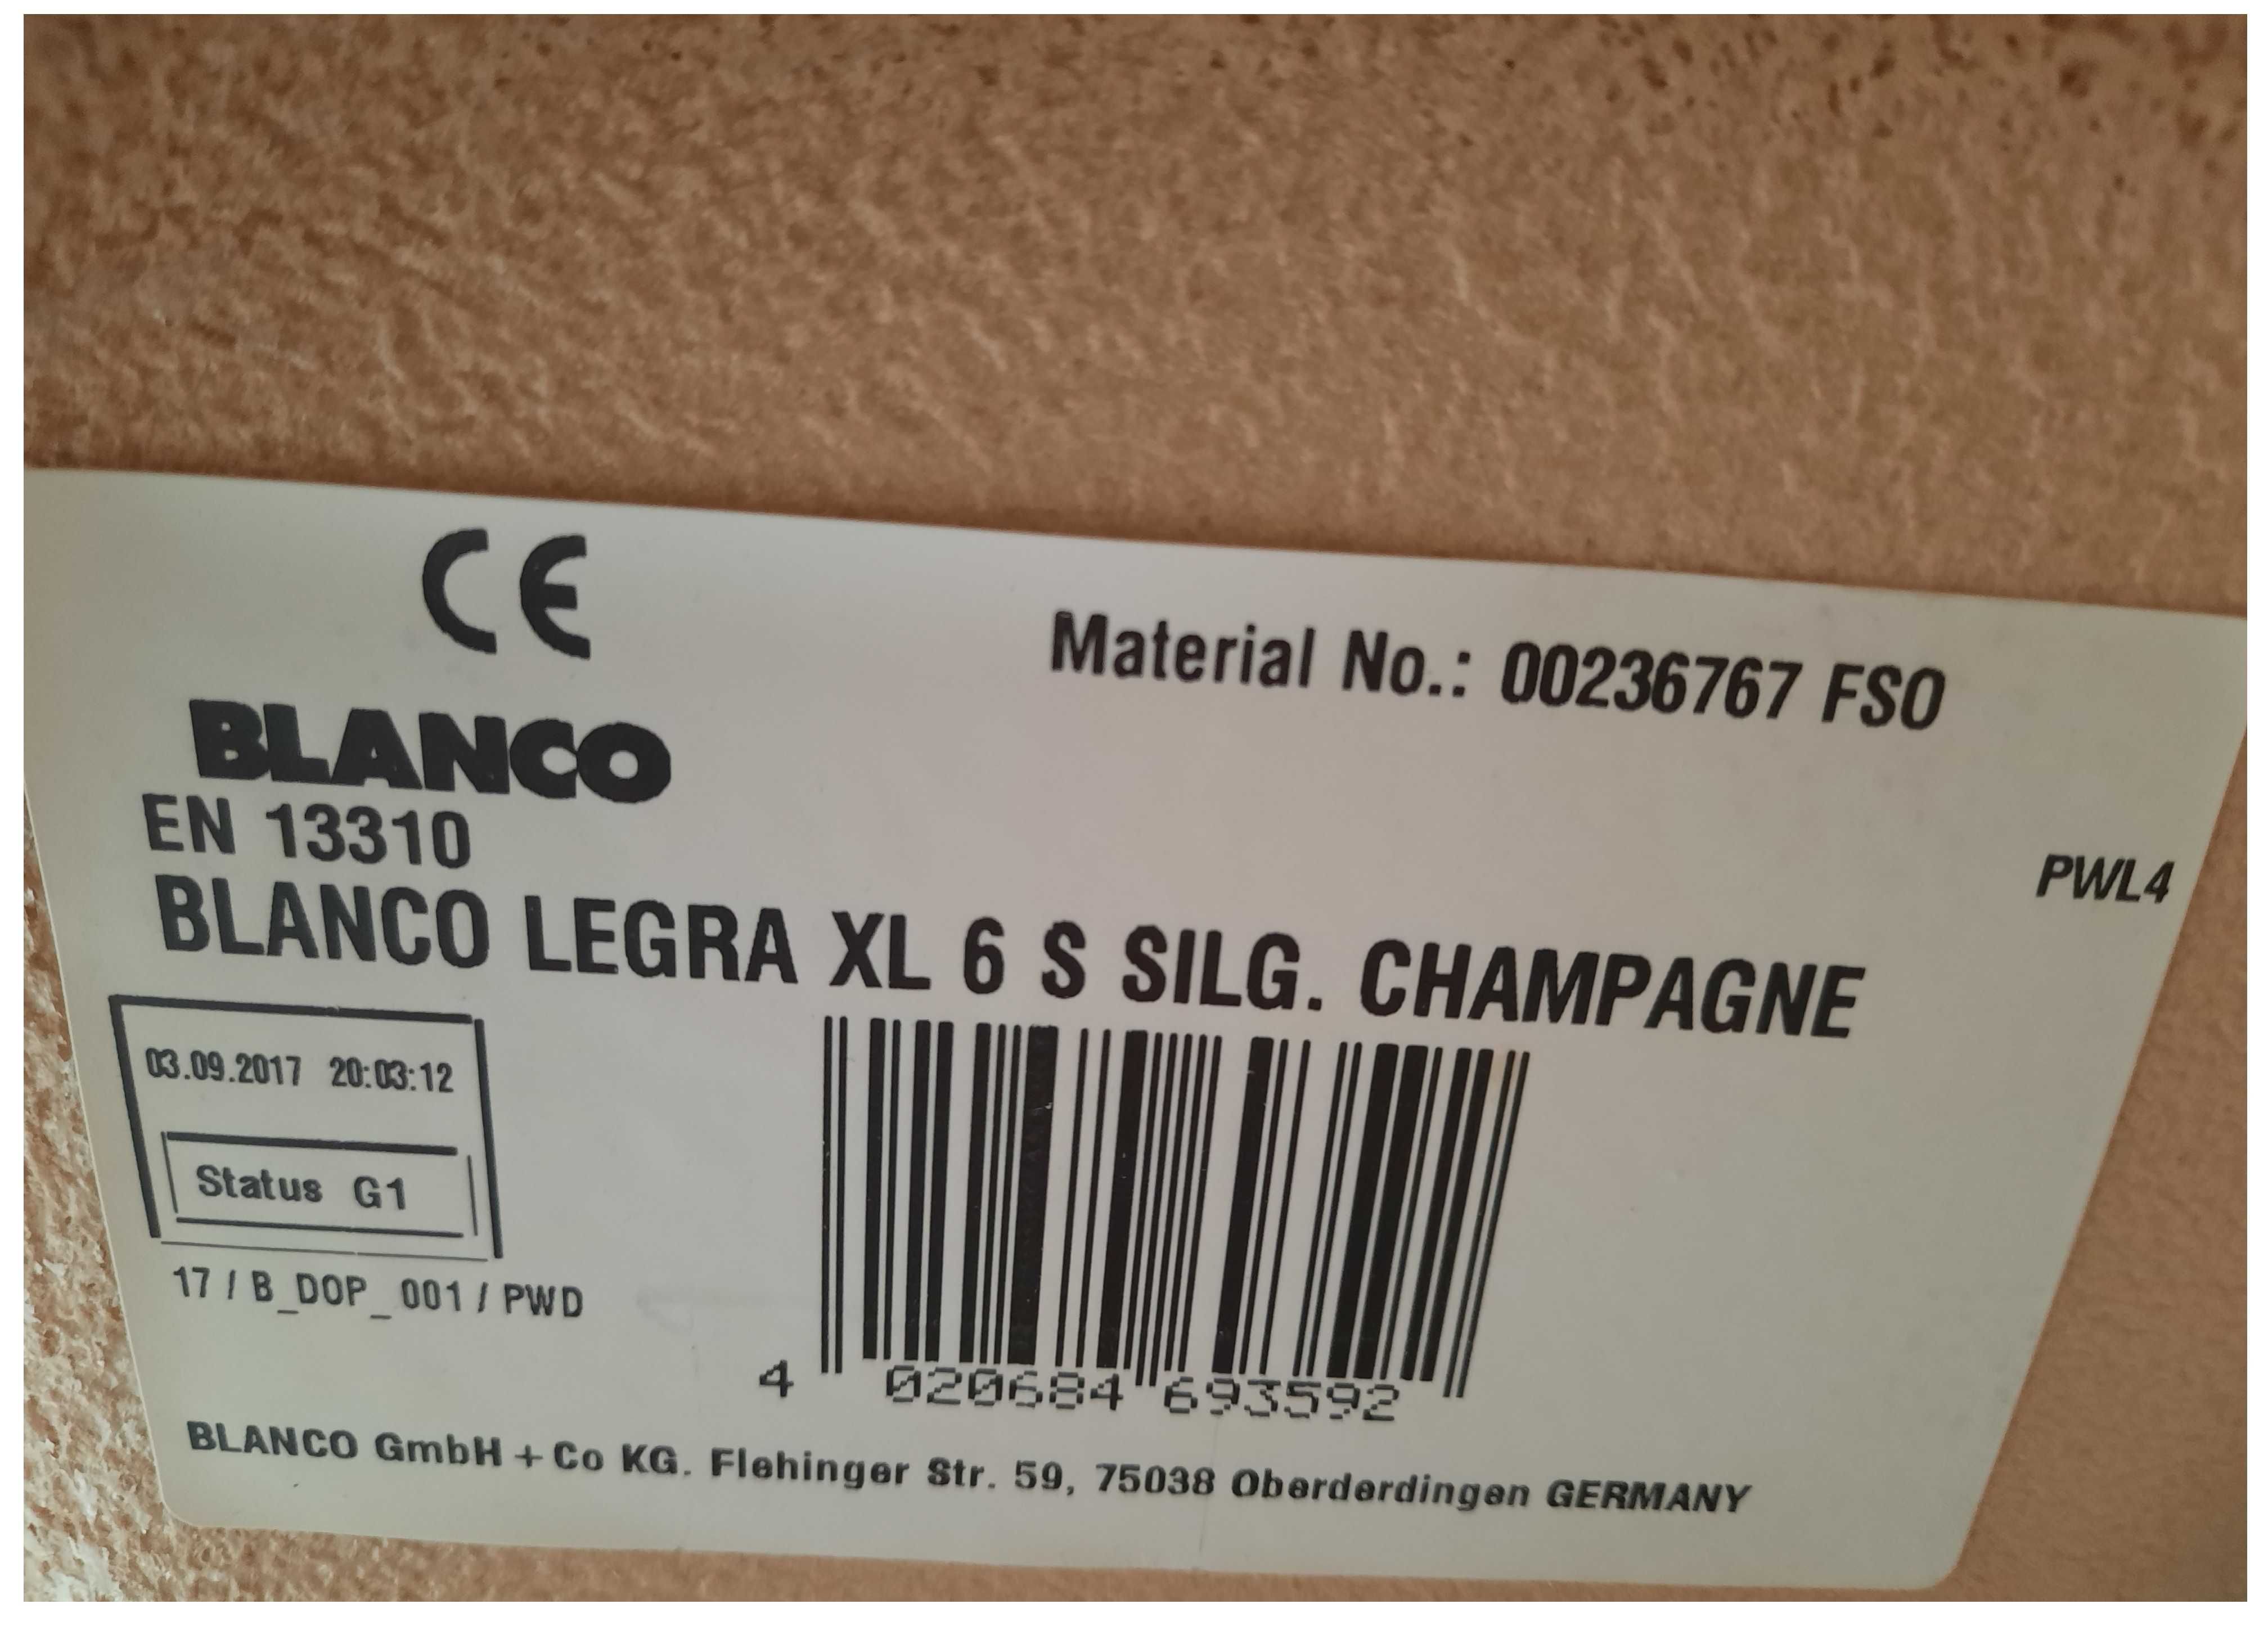 CE
Material No.: 00236767 FSO
BLANCO
EN 13310
PWL4
BLANCO LEGRA XL 6 S SILG. CHAMPAGNE
03.09.2017 20:03:12
Status G1
17 / B_DOP_001 / PWD
4 020684 693592
BLANCO GmbH + Co KG. Flehinger Str. 59, 75038 Oberderdingen GERMANY